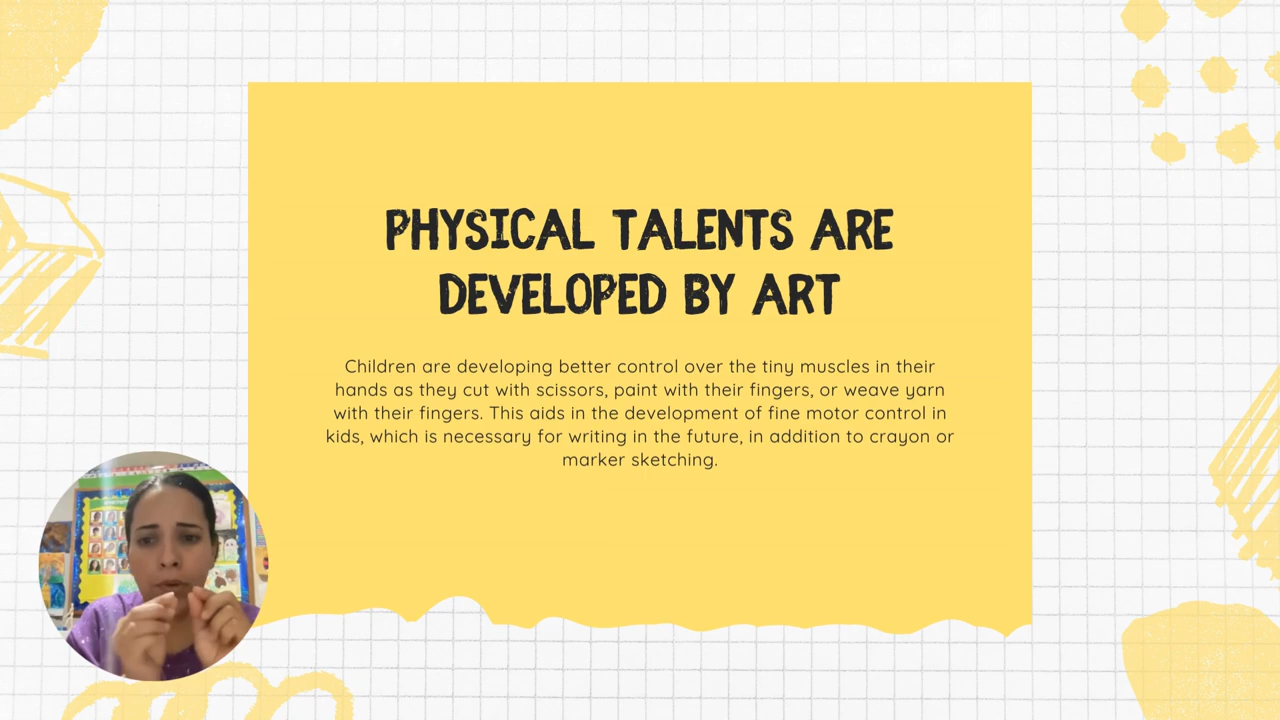 PHYSICAL TALENTS ARE
DEVELOPED BY ART
Children are developing better control over the tiny muscles in their
hands as they cut with scissors, paint with their fingers, or weave yarn
with their fingers. This aids in the development of fine motor control in
kids, which is necessary for writing in the future, in addition to crayon or
marker sketching.